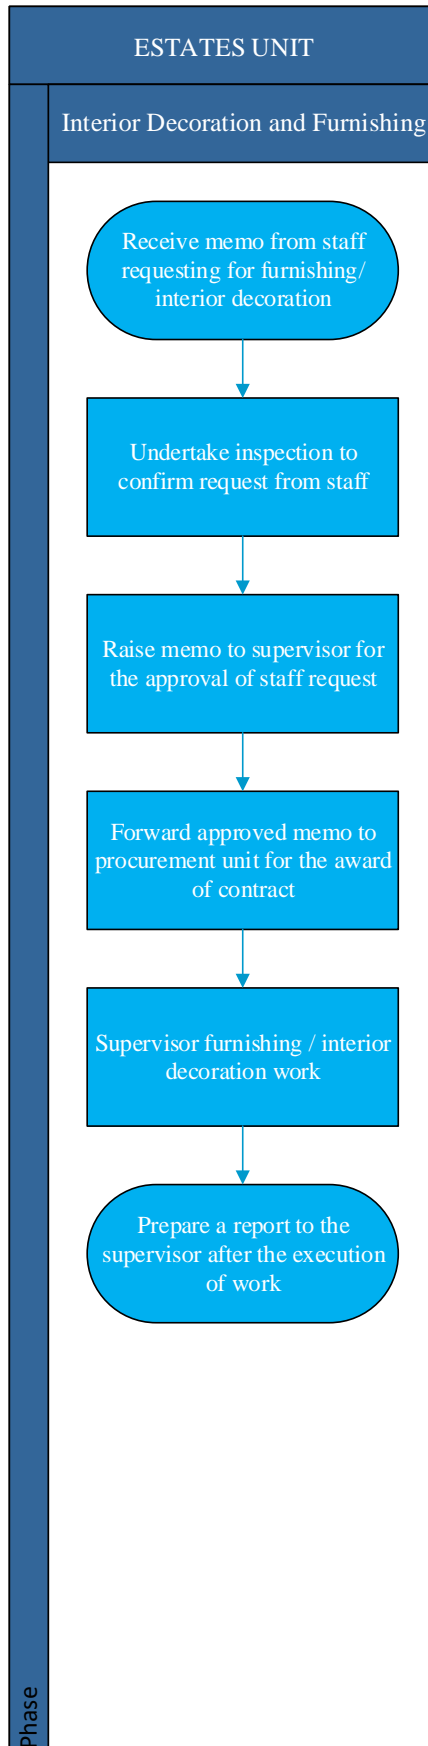 ESTATES UNIT
Interior Decoration and Furnishing
Receive memo from staff
requesting for furnishing/
interior decoration
Undertake inspection to
confirm request from staff
Raise memo to supervisor for
the approval of staff request
Forward approved memo to
procurement unit for the award
of contract
Supervisor furnishing / interior
decoration work
Prepare a report to the
supervisor after the execution
of work
Phase